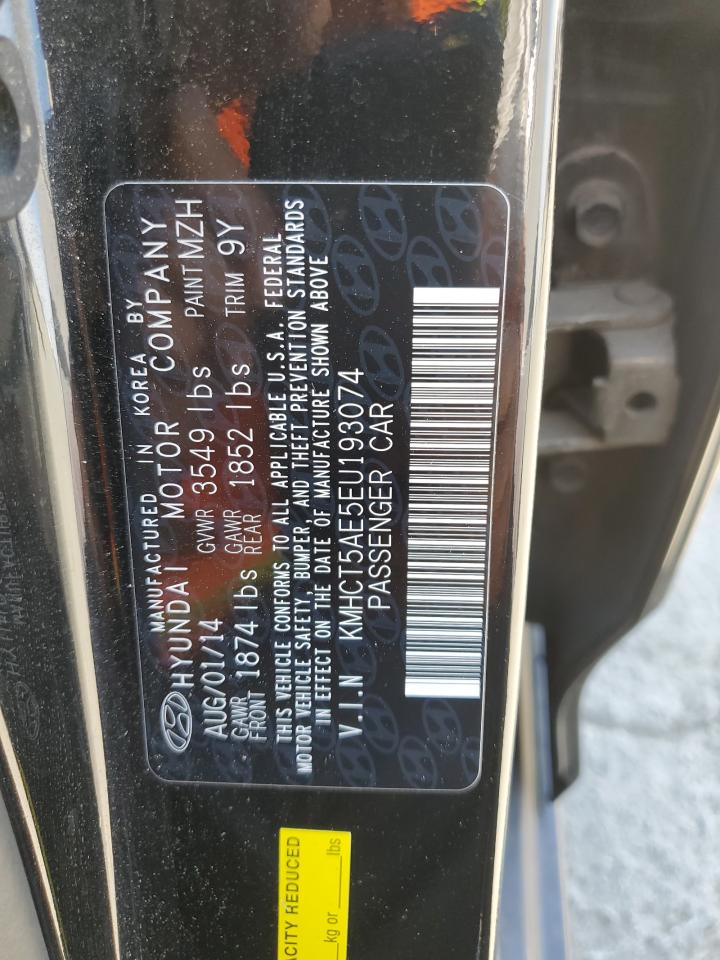 MANUFACTURED IN KOREA BY
HYUNDAI MOTOR COMPANY
AUG/01/14 GVWR 3549 lbs PAINT MZH
GAWR FRONT 1874 lbs GAWR REAR 1852 lbs TRIM 9Y
THIS VEHICLE CONFORMS TO ALL APPLICABLE U.S.A. FEDERAL
MOTOR VEHICLE SAFETY, BUMPER, AND THEFT PREVENTION STANDARDS
IN EFFECT ON THE DATE OF MANUFACTURE SHOWN ABOVE
V.I.N KMHCT5AE5EU193074
PASSENGER CAR
ACITY REDUCED
kg or lbs